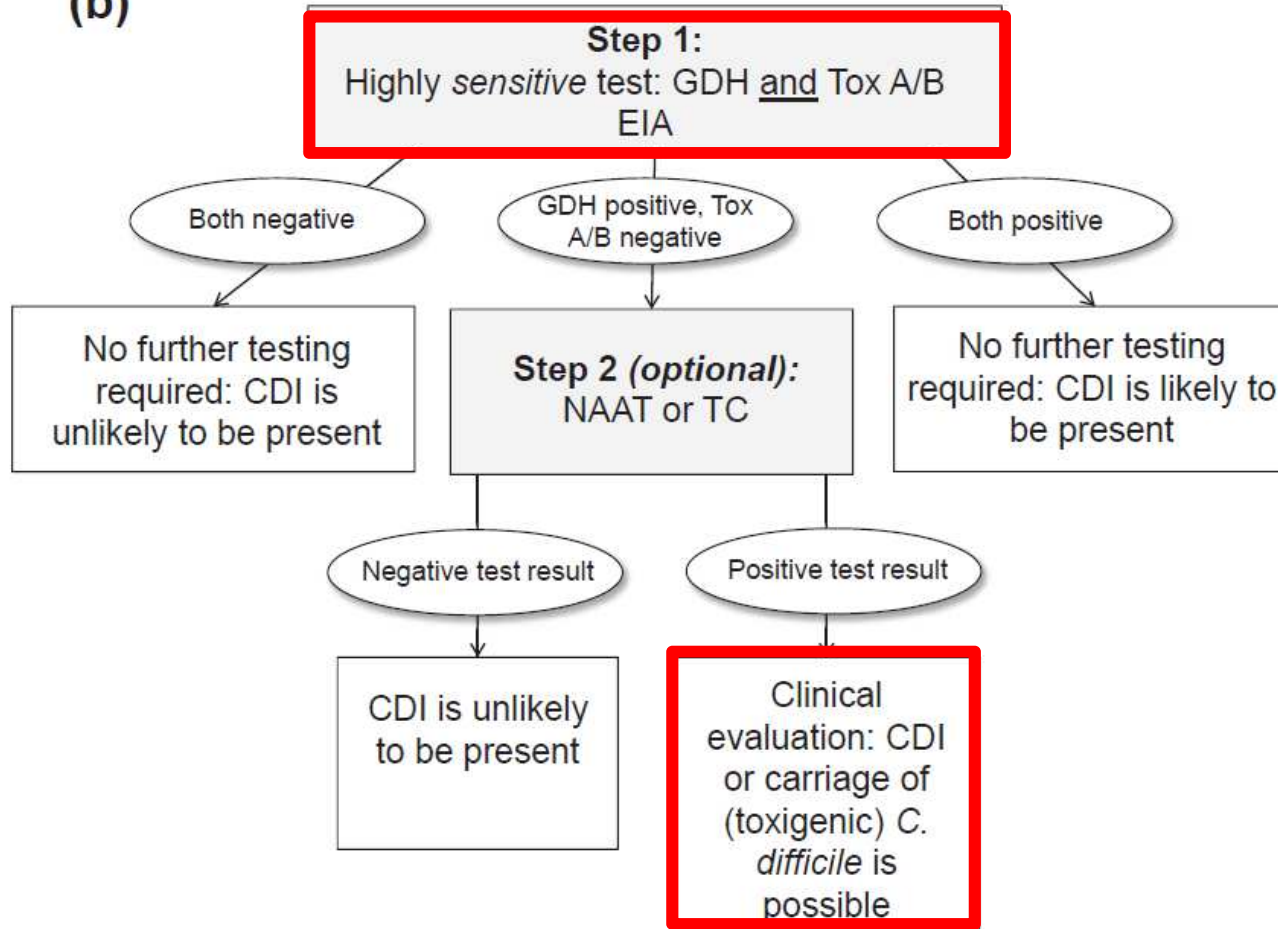 (b)
Step 1:
Highly sensitive test: GDH and Tox A/B
EIA
Both negative
GDH positive, Tox
A/B negative
Both positive
No further testing
required: CDI is
unlikely to be present
Step 2 (optional):
NAAT or TC
No further testing
required: CDI is likely to
be present
Negative test result
Positive test result
CDI is unlikely
to be present
Clinical
evaluation: CDI
or carriage of
(toxigenic) C.
difficile is
possible